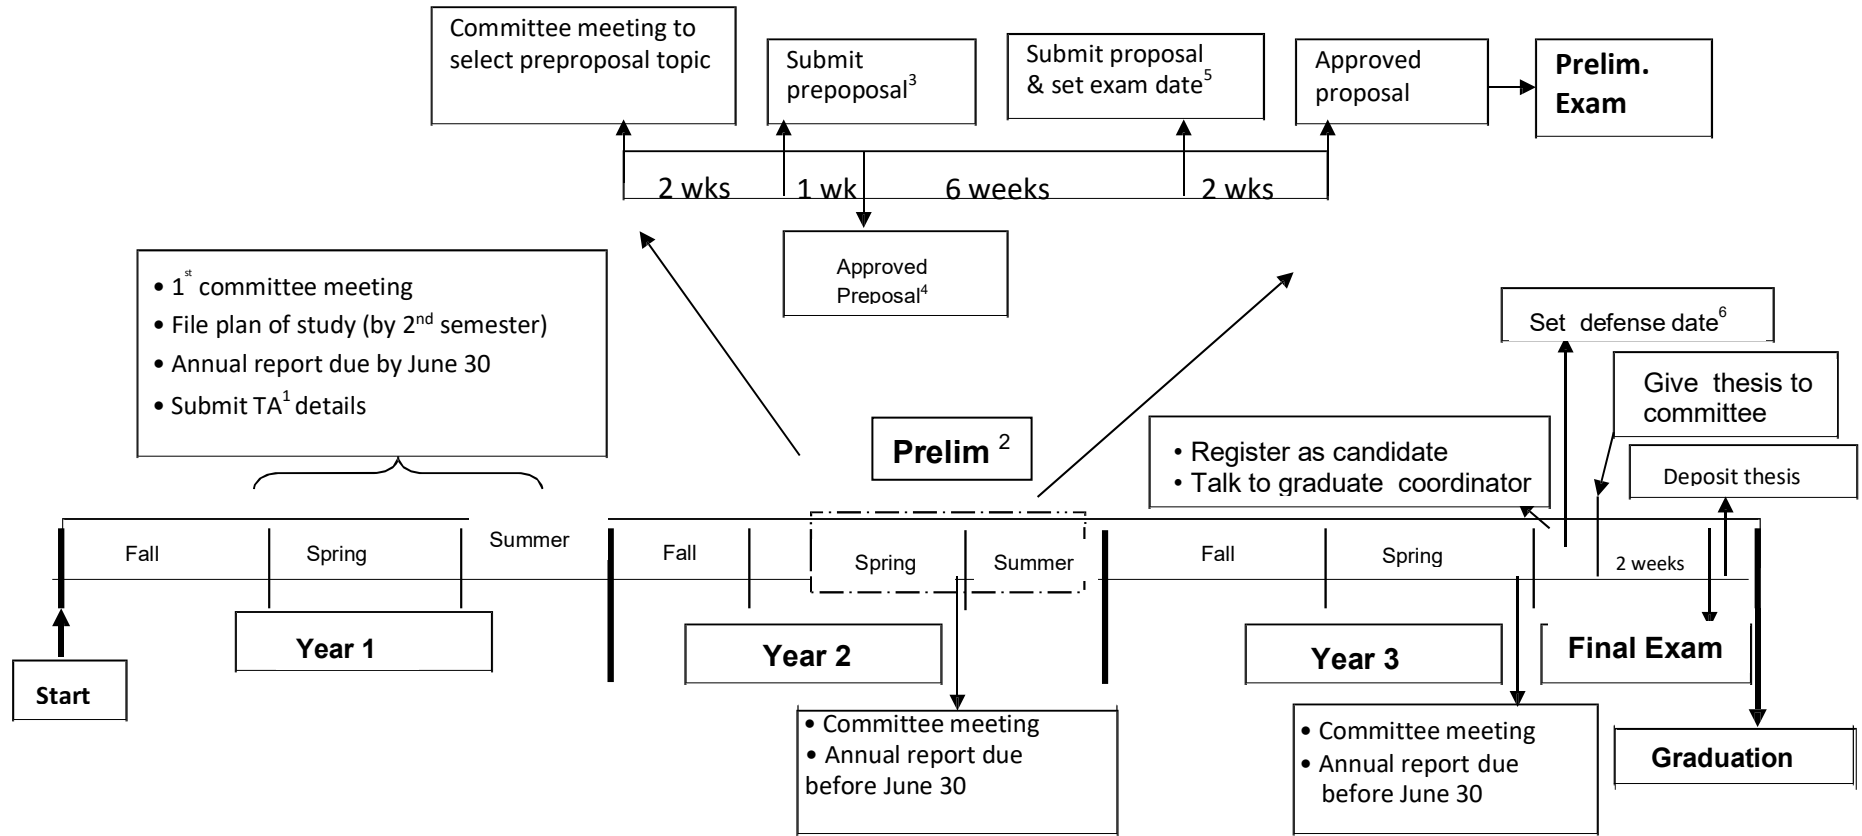 Committee meeting to
select preproposal topic
Submit
prepoposal3
Submit proposal
& set exam date5
Approved
proposal
Prelim.
Exam
2 wks
1 wk
6 weeks
2 wks
Approved
Preposal4
• 1st committee meeting
• File plan of study (by 2nd semester)
• Annual report due by June 30
• Submit TA1 details
Prelim 2
Set defense date6
Give thesis to
committee
• Register as candidate
• Talk to graduate coordinator
Deposit thesis
Fall
Spring
Summer
Fall
Spring
Summer
Fall
Spring
2 weeks
Year 1
Year 2
Year 3
Final Exam
Start
• Committee meeting
• Annual report due
before June 30
• Committee meeting
• Annual report due
before June 30
Graduation